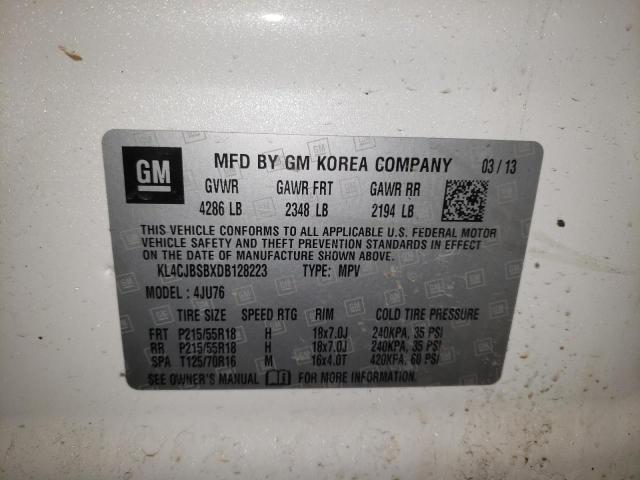 GM MFD BY GM KOREA COMPANY 03 / 13
GVWR GAWR FRT GAWR RR
4286 LB 2348 LB 2194 LB
THIS VEHICLE CONFORMS TO ALL APPLICABLE U.S. FEDERAL MOTOR
VEHICLE SAFETY AND THEFT PREVENTION STANDARDS IN EFFECT
ON THE DATE OF MANUFACTURE SHOWN ABOVE.
KL4CJBSBXDB128223 TYPE: MPV
MODEL : 4JU76
TIRE SIZE SPEED RTG RIM COLD TIRE PRESSURE
FRT P215/55R18 H 18x7.0J 240KPA, 35 PSI
RR P215/55R18 H 18x7.0J 240KPA, 35 PSI
SPA T125/70R16 M 16x4.0T 420KPA, 60 PSI
SEE OWNER'S MANUAL FOR MORE INFORMATION.